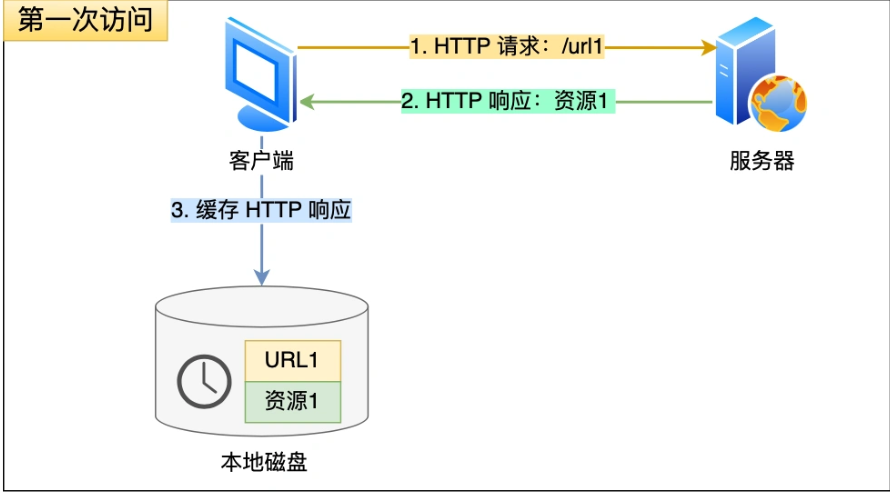 第一次访问
1. HTTP 请求：/url1
2. HTTP 响应：资源1
客户端
服务器
3. 缓存 HTTP 响应
URL1
资源1
本地磁盘